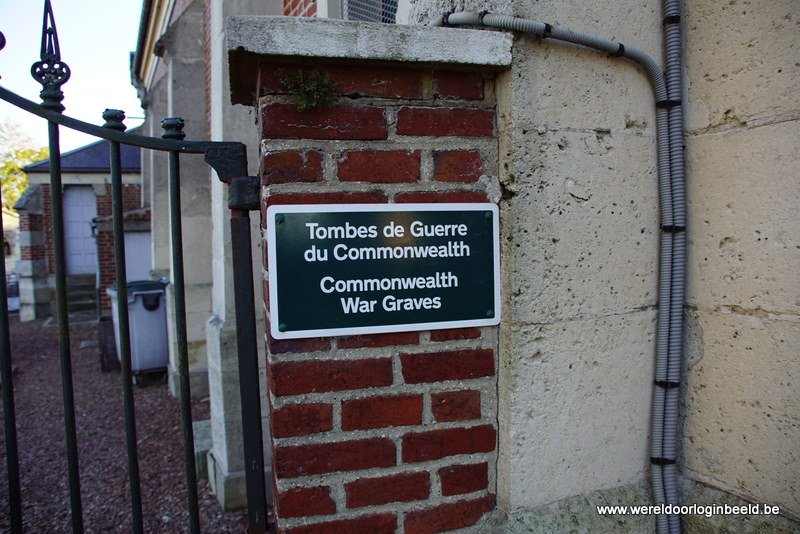 Tombes de Guerre
du Commonwealth
Commonwealth
War Graves
www.wereldoorloginbeeld.be